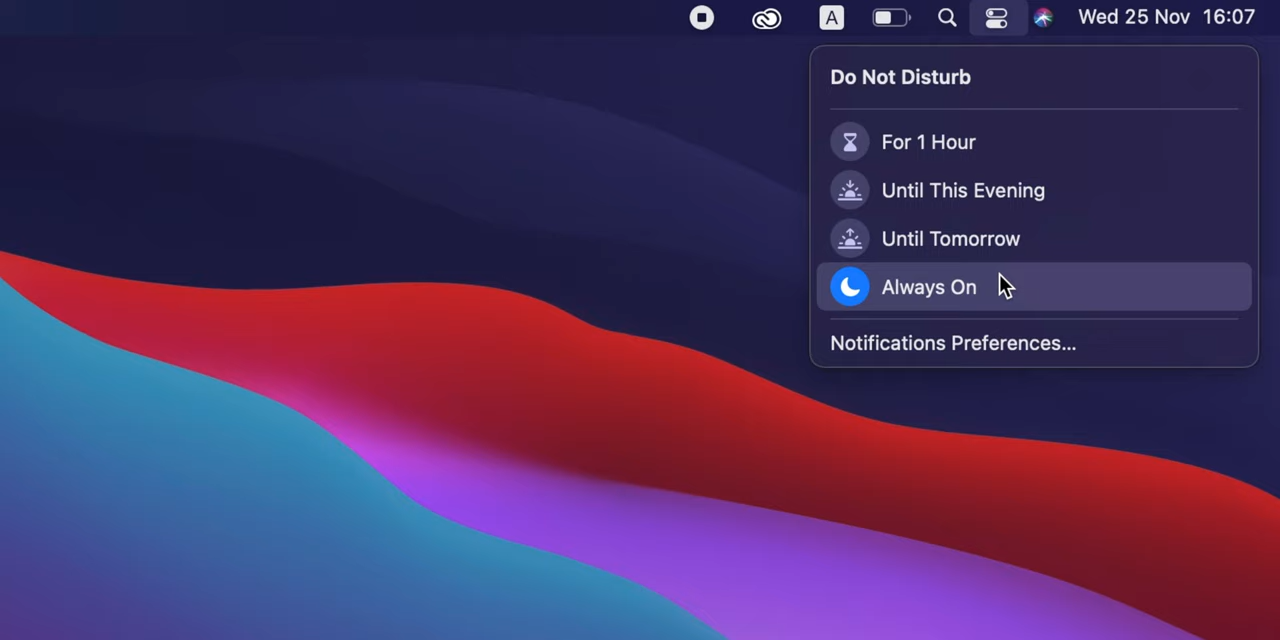 A
Wed 25 Nov 16:07
Do Not Disturb
For 1 Hour
Until This Evening
Until Tomorrow
Always On
Notifications Preferences...